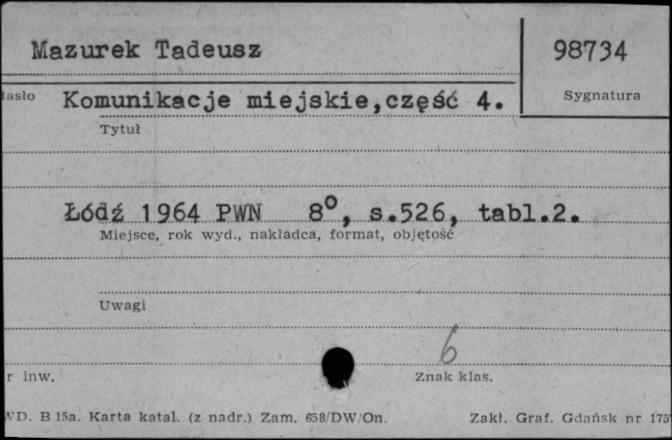 Mazurek Tadeusz 98734
Sygnatura
Komunikacje miejskie,część 4.
Tytuł
Łódź 1964 PWN 8°, s.526, tabl.2.
Miejsce, rok wyd., nakładca, format, objętość
Uwagi
6
r inw. Znak klas.
WD. B 15a. Karta katal. (z nadr.) Zam. 658/DW/On. Zakł. Graf. Gdańsk nr 175